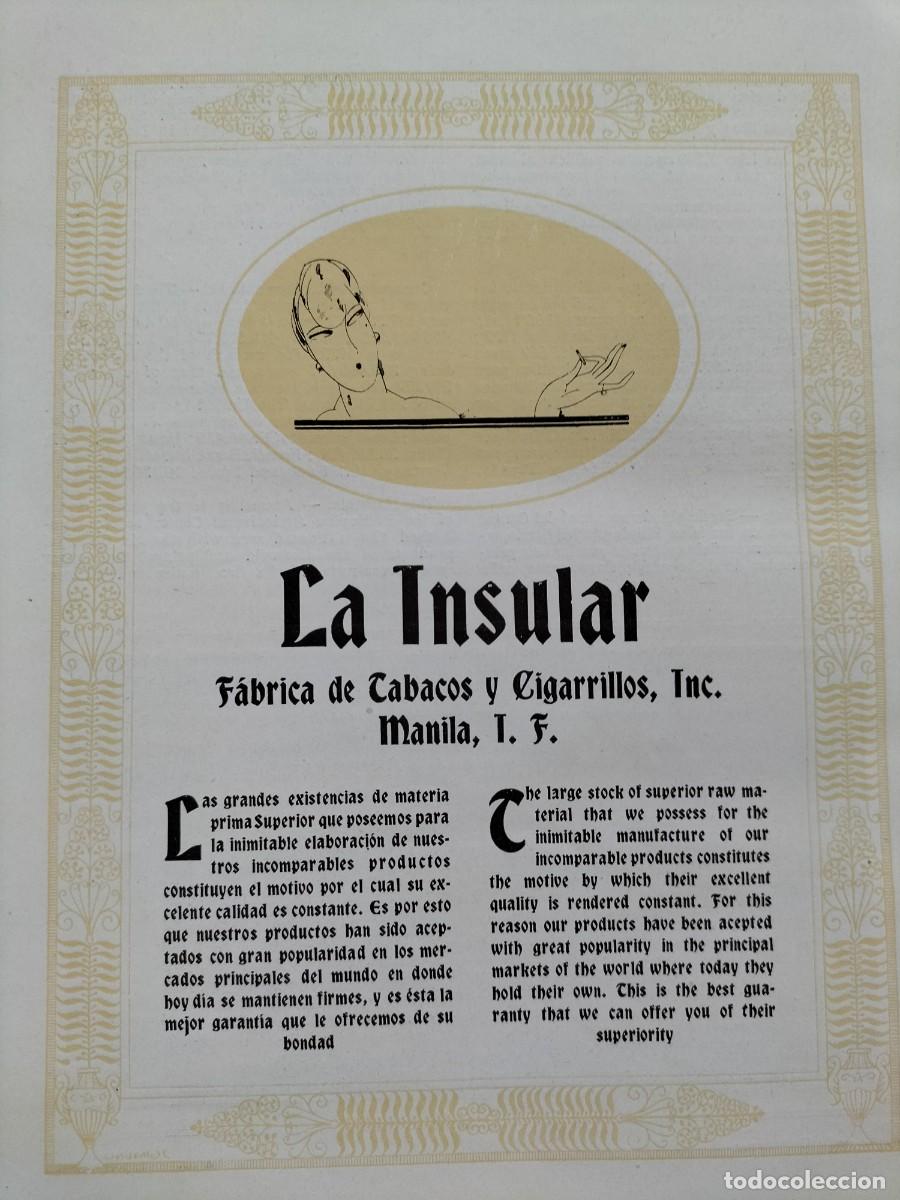 La Insular
Fábrica de Tabacos y Cigarrillos, Inc.
Manila, I. F.
Las grandes existencias de materia
prima Superior que poseemos para
la inimitable elaboración de nues-
tros incomparables productos
constituyen el motivo por el cual su ex-
celente calidad es constante. Es por esto
que nuestros productos han sido acep-
tados con gran popularidad en los mer-
cados principales del mundo en donde
hoy día se mantienen firmes, y es ésta la
mejor garantía que le ofrecemos de su
bondad
The large stock of superior raw ma-
terial that we possess for the
inimitable manufacture of our
incomparable products constitutes
the motive by which their excellent
quality is rendered constant. For this
reason our products have been acepted
with great popularity in the principal
markets of the world where today they
hold their own. This is the best gua-
ranty that we can offer you of their
superiority
todocoleccion